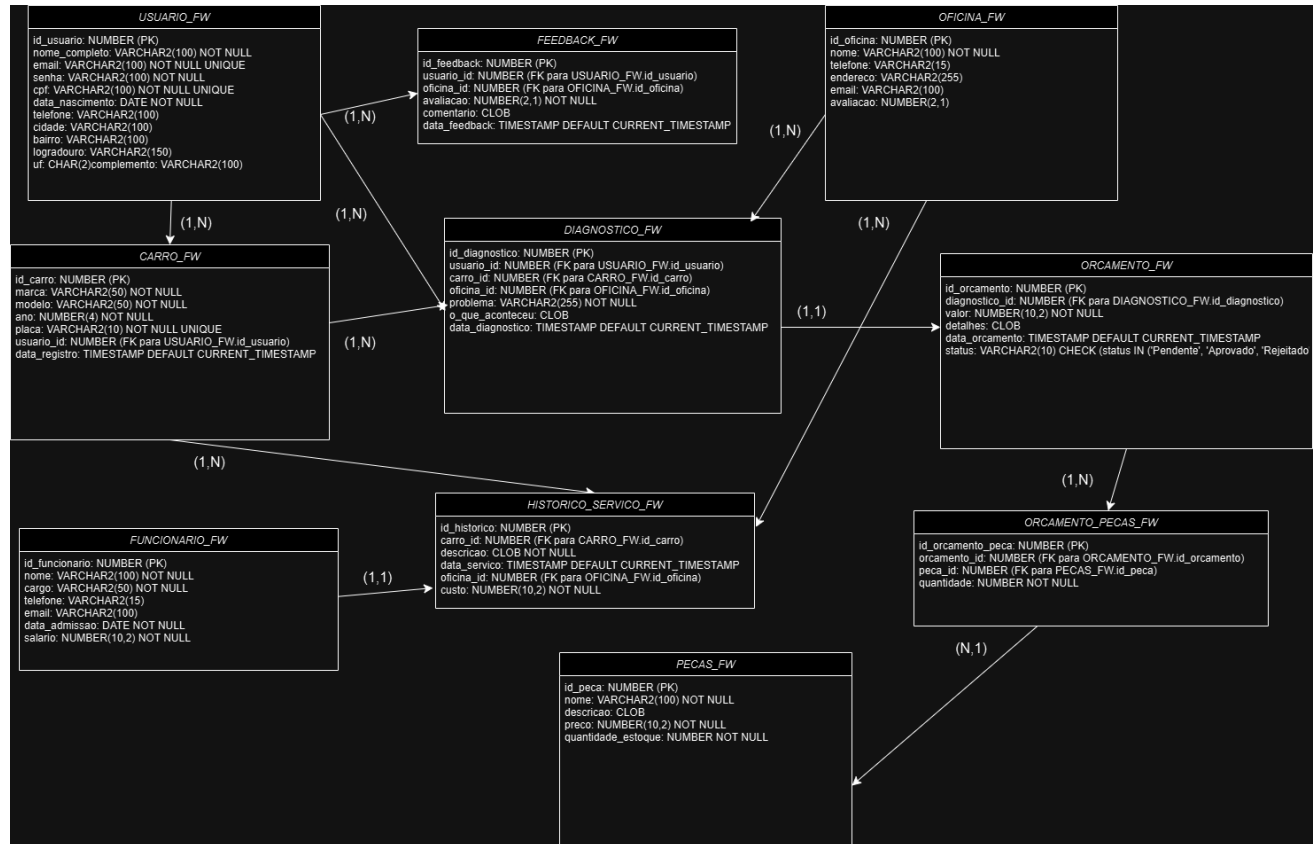 USUARIO_FW
id_usuario: NUMBER (PK)
nome_completo: VARCHAR2(100) NOT NULL
email: VARCHAR2(100) NOT NULL UNIQUE
senha: VARCHAR2(100) NOT NULL
cpf: VARCHAR2(100) NOT NULL UNIQUE
data_nascimento: DATE NOT NULL
telefone: VARCHAR2(100)
cidade: VARCHAR2(100)
bairro: VARCHAR2(100)
logradouro: VARCHAR2(150)
uf: CHAR(2)complemento: VARCHAR2(100)
FEEDBACK_FW
id_feedback: NUMBER (PK)
usuario_id: NUMBER (FK para USUARIO_FW.id_usuario)
oficina_id: NUMBER (FK para OFICINA_FW.id_oficina)
avaliacao: NUMBER(2,1) NOT NULL
comentario: CLOB
data_feedback: TIMESTAMP DEFAULT CURRENT_TIMESTAMP
OFICINA_FW
id_oficina: NUMBER (PK)
nome: VARCHAR2(100) NOT NULL
telefone: VARCHAR2(15)
endereco: VARCHAR2(255)
email: VARCHAR2(100)
avaliacao: NUMBER(2,1)
(1,N)
(1,N)
(1,N)
(1,N)
(1,N)
CARRO_FW
id_carro: NUMBER (PK)
marca: VARCHAR2(50) NOT NULL
modelo: VARCHAR2(50) NOT NULL
ano: NUMBER(4) NOT NULL
placa: VARCHAR2(10) NOT NULL UNIQUE
usuario_id: NUMBER (FK para USUARIO_FW.id_usuario)
data_registro: TIMESTAMP DEFAULT CURRENT_TIMESTAMP
(1,N)
DIAGNOSTICO_FW
id_diagnostico: NUMBER (PK)
usuario_id: NUMBER (FK para USUARIO_FW.id_usuario)
carro_id: NUMBER (FK para CARRO_FW.id_carro)
oficina_id: NUMBER (FK para OFICINA_FW.id_oficina)
problema: VARCHAR2(255) NOT NULL
o_que_aconteceu: CLOB
data_diagnostico: TIMESTAMP DEFAULT CURRENT_TIMESTAMP
(1,1)
ORCAMENTO_FW
id_orcamento: NUMBER (PK)
diagnostico_id: NUMBER (FK para DIAGNOSTICO_FW.id_diagnostico)
valor: NUMBER(10,2) NOT NULL
detalhes: CLOB
data_orcamento: TIMESTAMP DEFAULT CURRENT_TIMESTAMP
status: VARCHAR2(10) CHECK (status IN ('Pendente', 'Aprovado', 'Rejeitado
(1,N)
(1,N)
FUNCIONARIO_FW
id_funcionario: NUMBER (PK)
nome: VARCHAR2(100) NOT NULL
cargo: VARCHAR2(50) NOT NULL
telefone: VARCHAR2(15)
email: VARCHAR2(100)
data_admissao: DATE NOT NULL
salario: NUMBER(10,2) NOT NULL
(1,1)
HISTORICO_SERVICO_FW
id_historico: NUMBER (PK)
carro_id: NUMBER (FK para CARRO_FW.id_carro)
descricao: CLOB NOT NULL
data_servico: TIMESTAMP DEFAULT CURRENT_TIMESTAMP
oficina_id: NUMBER (FK para OFICINA_FW.id_oficina)
custo: NUMBER(10,2) NOT NULL
ORCAMENTO_PECAS_FW
id_orcamento_peca: NUMBER (PK)
orcamento_id: NUMBER (FK para ORCAMENTO_FW.id_orcamento)
peca_id: NUMBER (FK para PECAS_FW.id_peca)
quantidade: NUMBER NOT NULL
(N,1)
PECAS_FW
id_peca: NUMBER (PK)
nome: VARCHAR2(100) NOT NULL
descricao: CLOB
preco: NUMBER(10,2) NOT NULL
quantidade_estoque: NUMBER NOT NULL